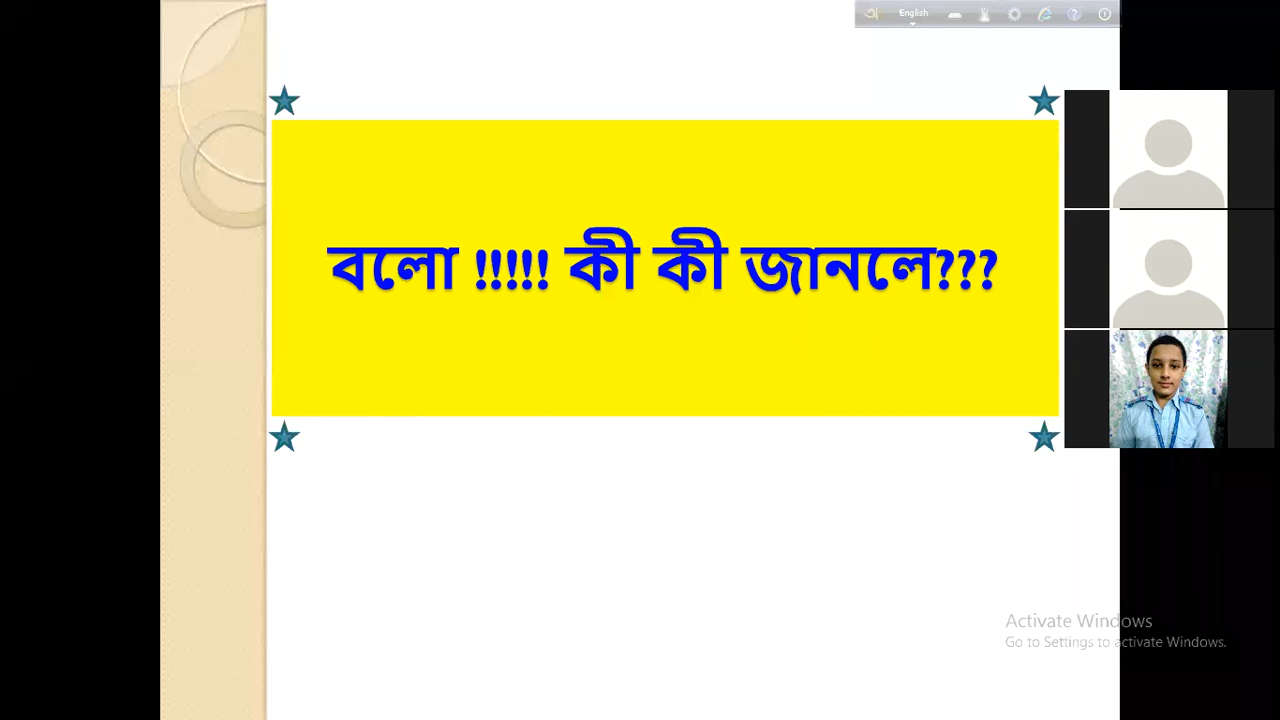 English
বলো !!!!! কী কী জানলে???
Activate Windows
Go to Settings to activate Windows.